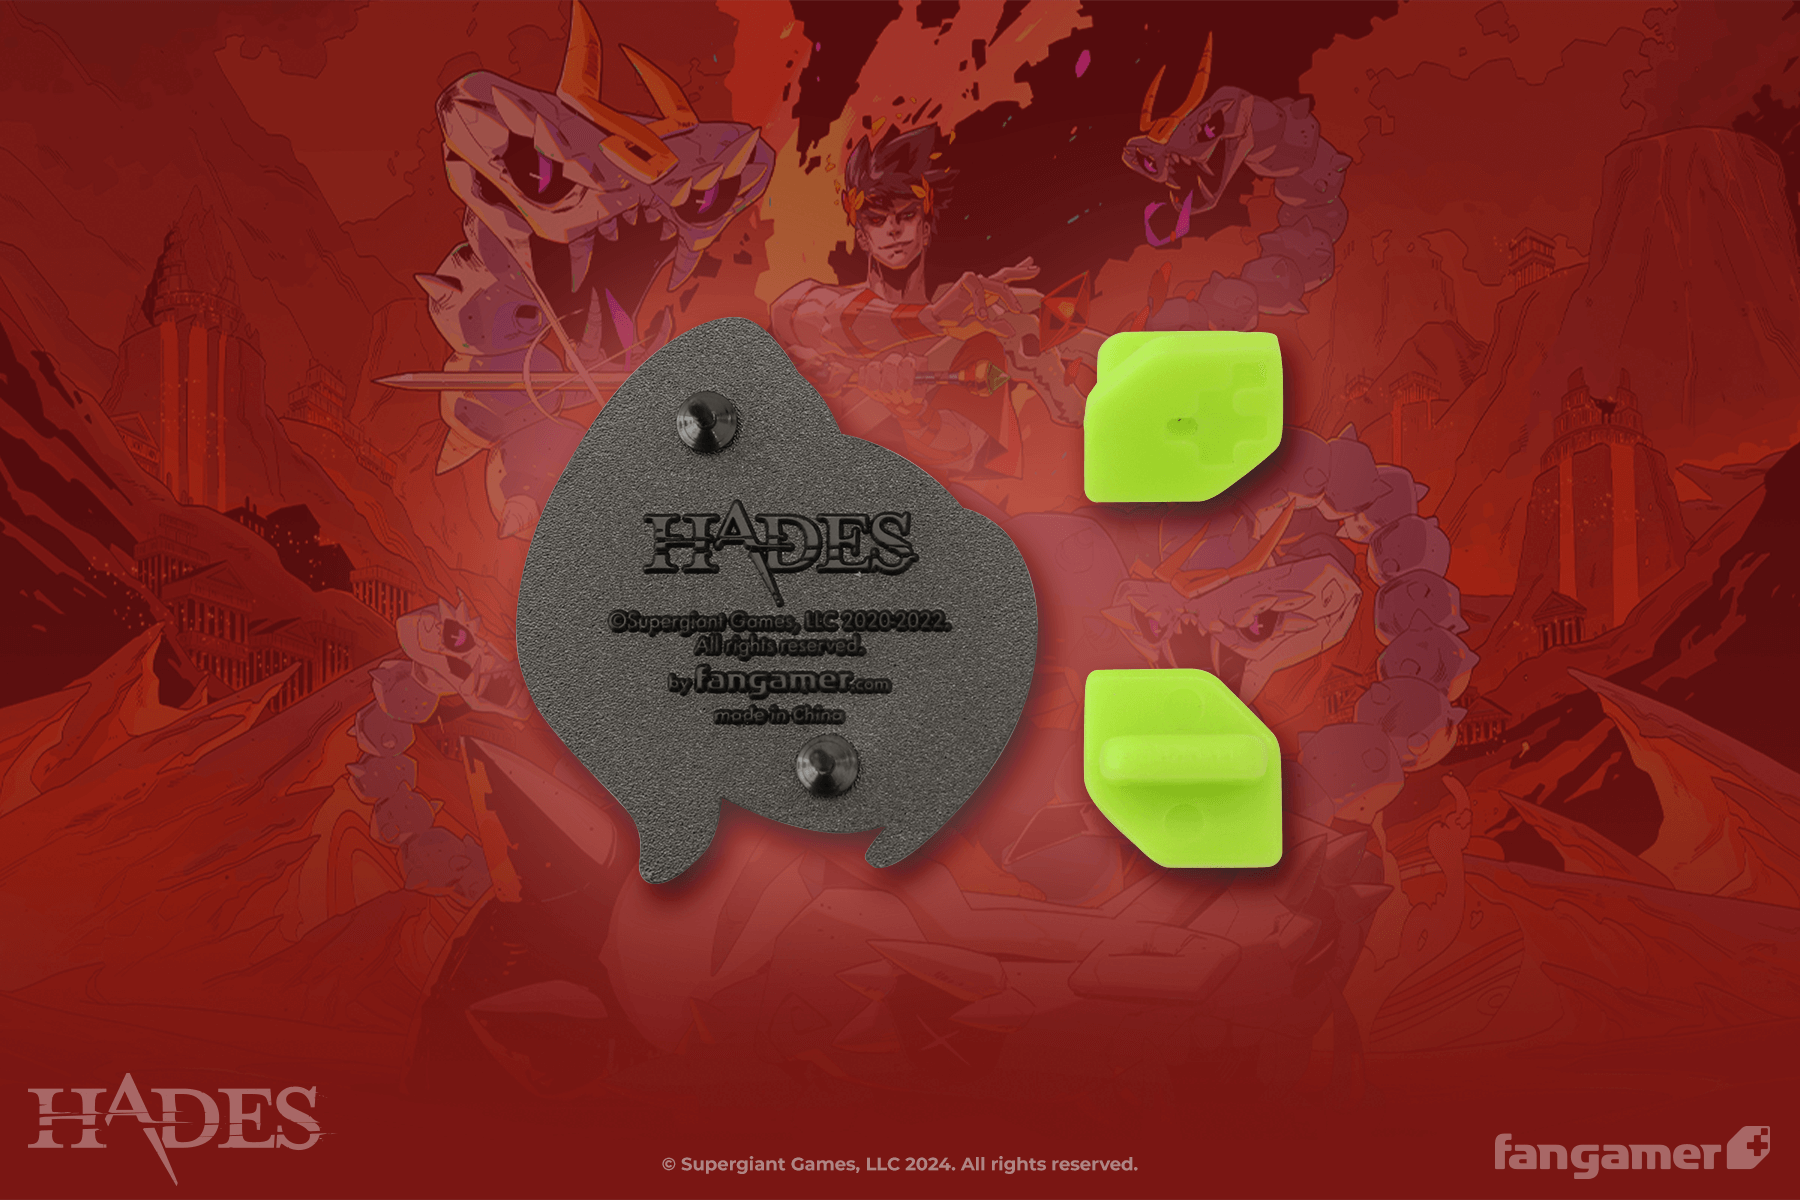 HADES
©Supergiant Games, LLC 2020-2022.
All rights reserved.
by fangamer.com
made in China
HADES
© Supergiant Games, LLC 2024. All rights reserved.
fangamer